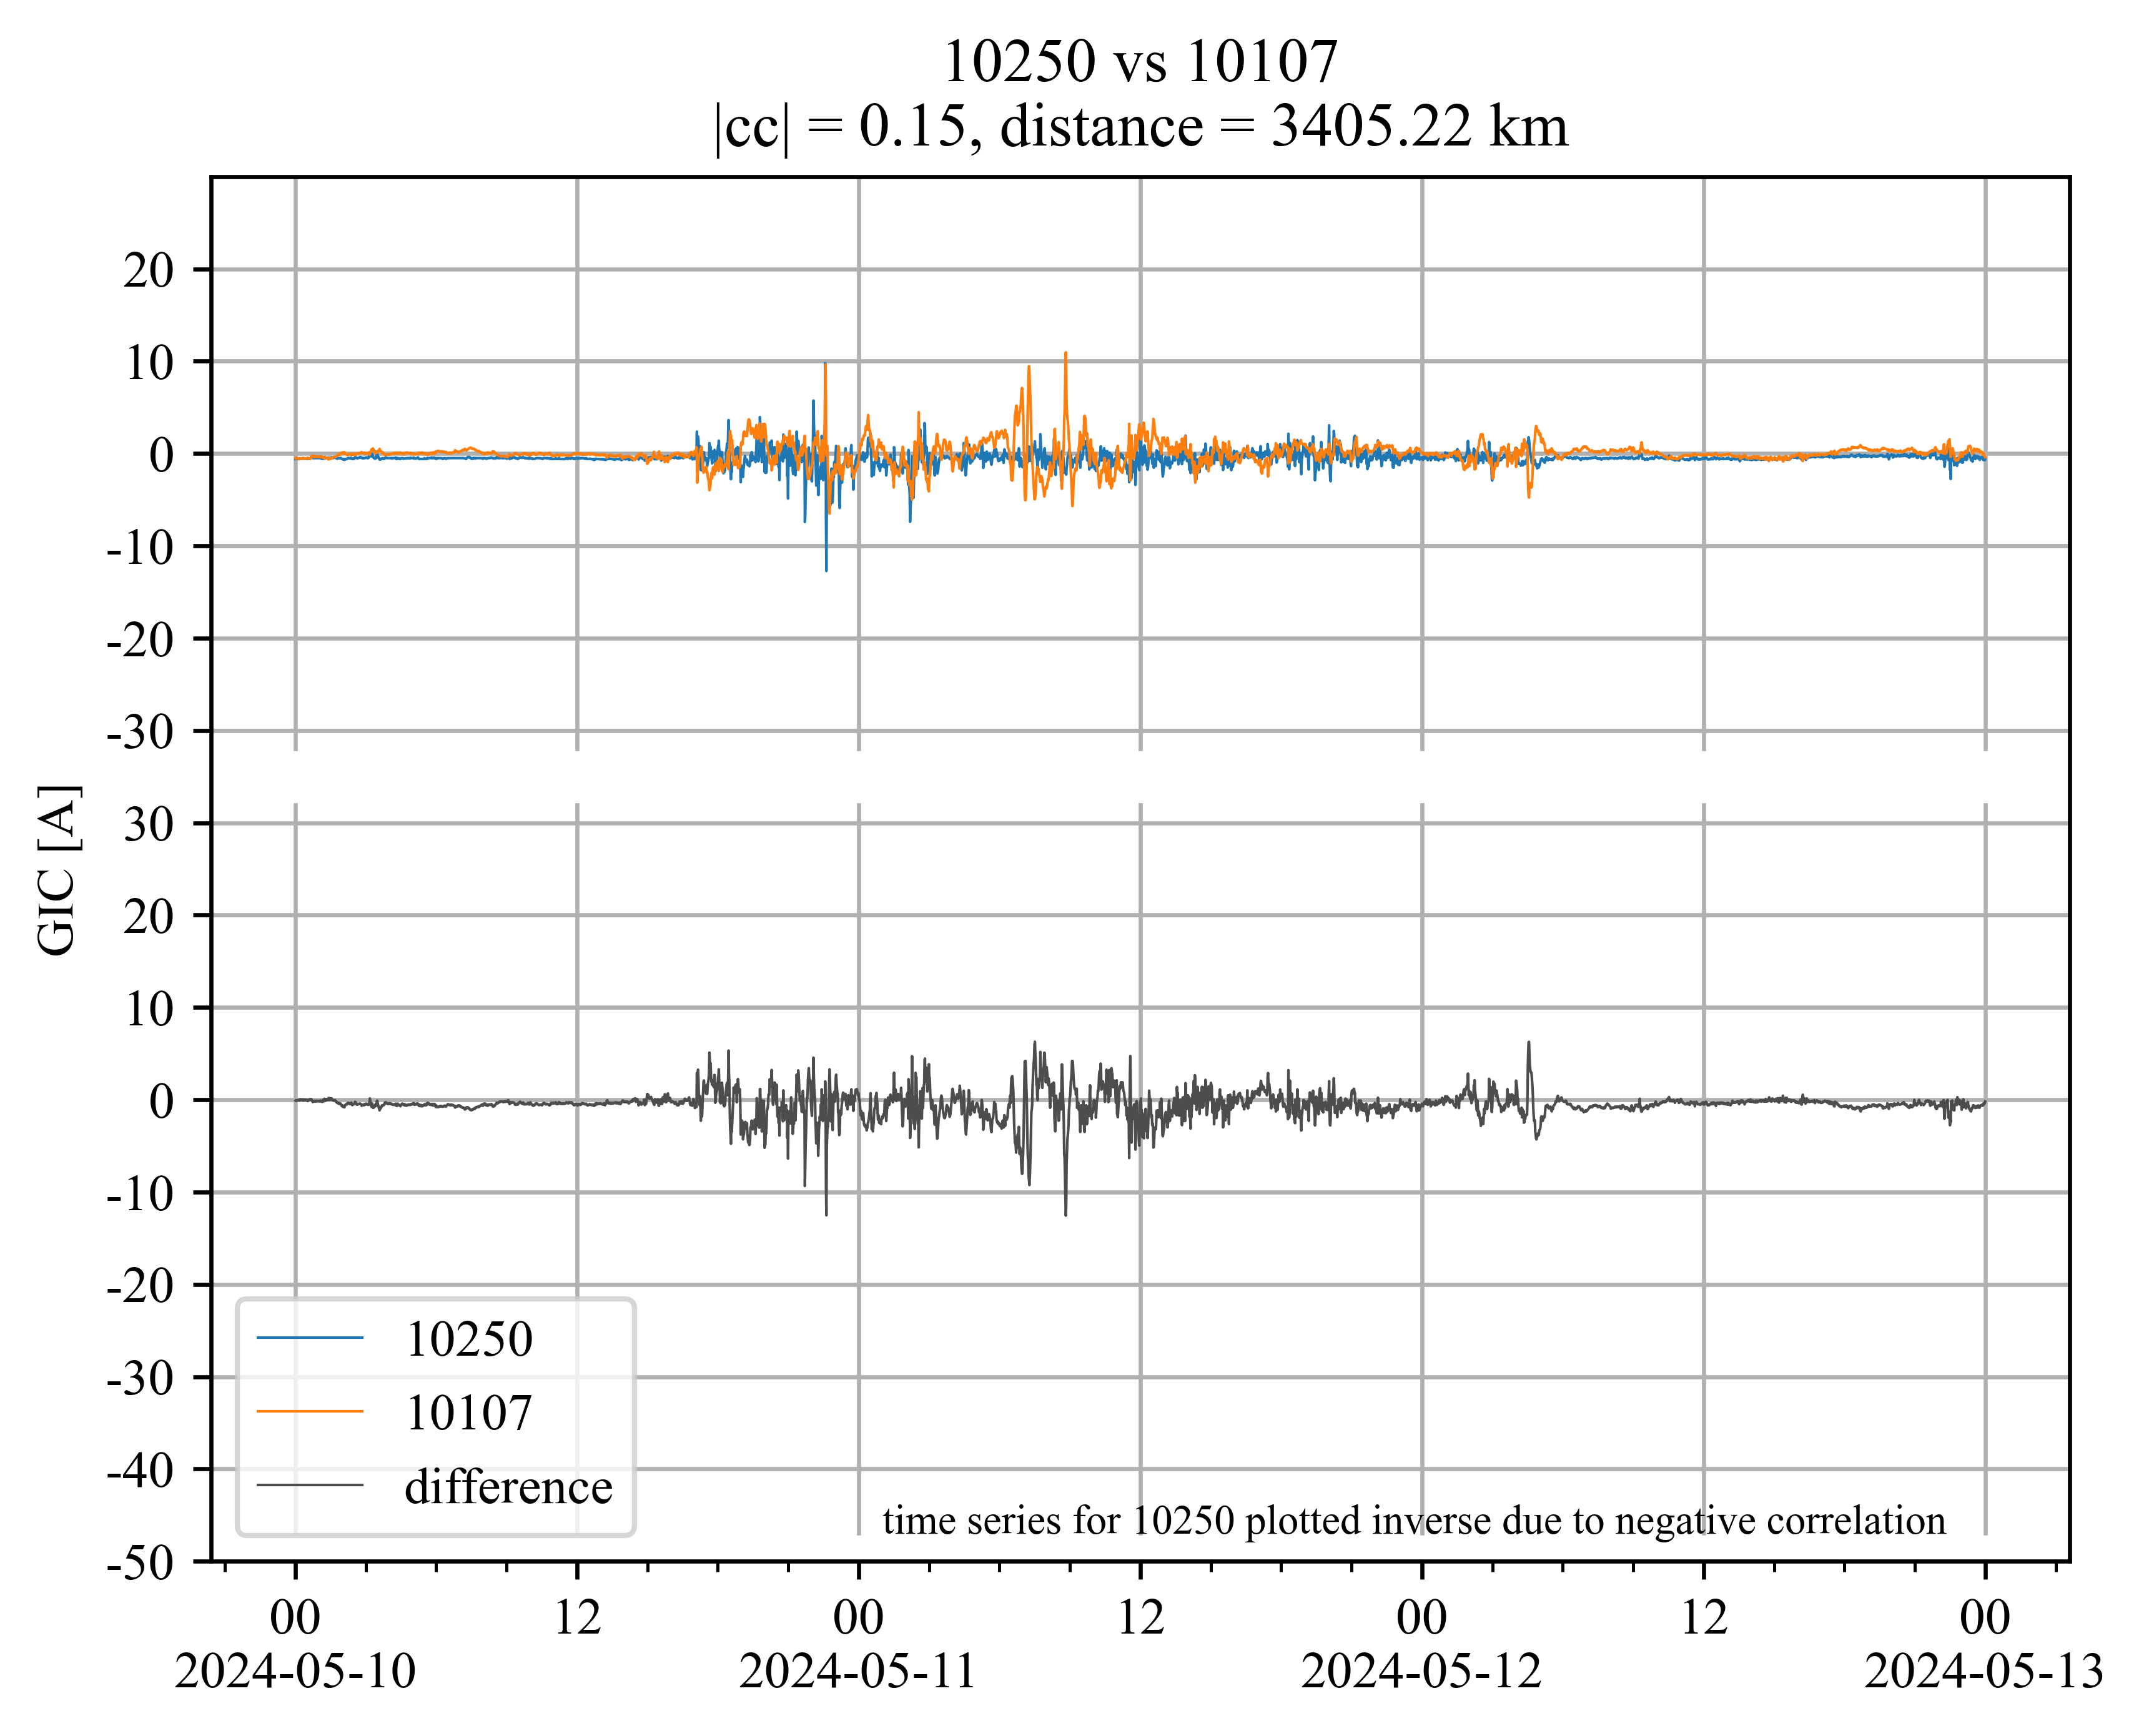 10250 vs 10107
|cc| = 0.15, distance = 3405.22 km
20
10
0
-10
-20
-30
30
20
10
0
-10
-20
-30
-40
-50
GIC [A]
10250
10107
difference
time series for 10250 plotted inverse due to negative correlation
00 12 00 12 00 12 00
2024-05-10 2024-05-11 2024-05-12 2024-05-13